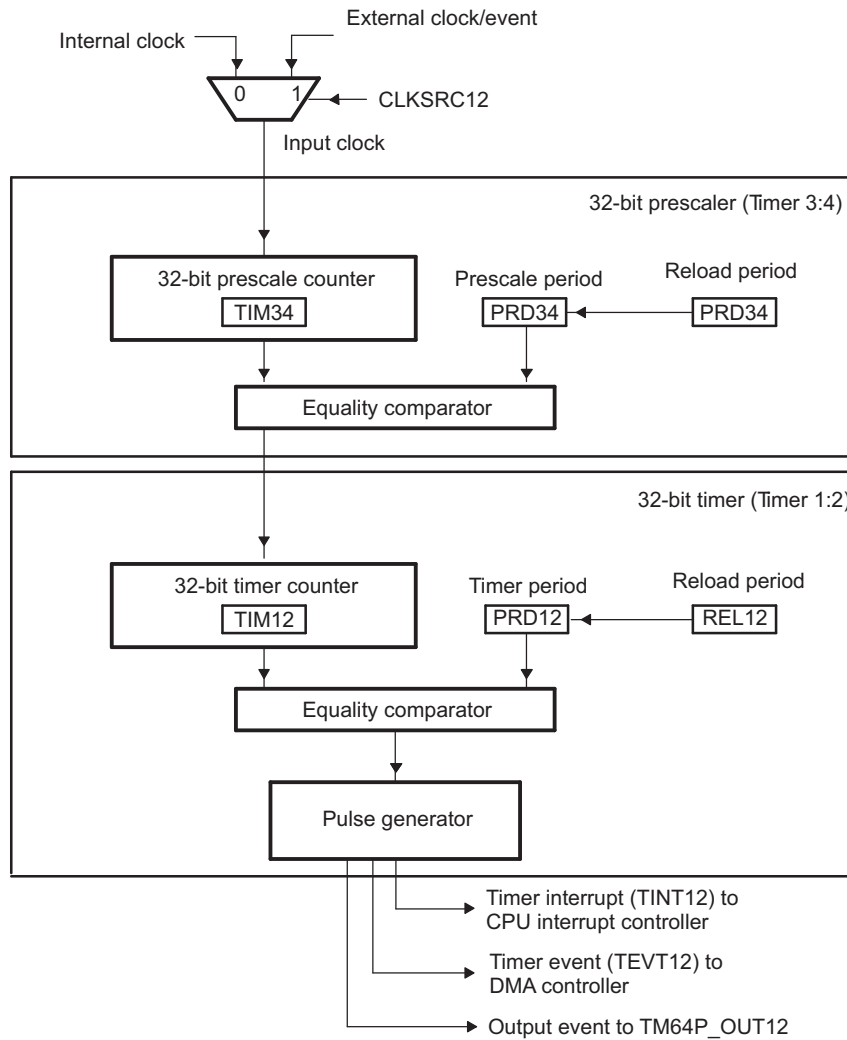 External clock/event
Internal clock
0 1
CLKSRC12
Input clock
32-bit prescaler (Timer 3:4)
32-bit prescale counter
TIM34
Prescale period
PRD34
Reload period
PRD34
Equality comparator
32-bit timer (Timer 1:2)
32-bit timer counter
TIM12
Timer period
PRD12
Reload period
REL12
Equality comparator
Pulse generator
Timer interrupt (TINT12) to
CPU interrupt controller
Timer event (TEVT12) to
DMA controller
Output event to TM64P_OUT12